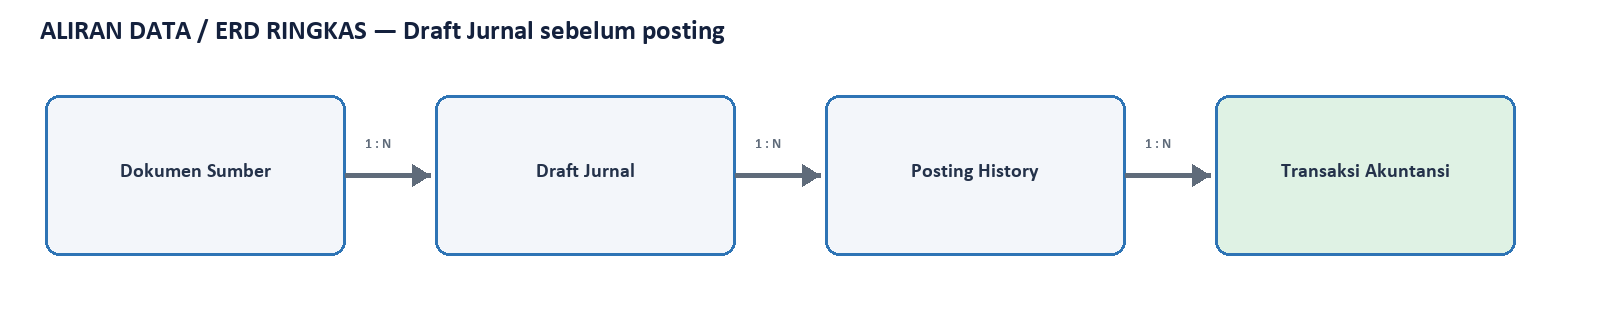 ALIRAN DATA / ERD RINGKAS — Draft Jurnal sebelum posting
Dokumen Sumber
1 : N
Draft Jurnal
1 : N
Posting History
1 : N
Transaksi Akuntansi